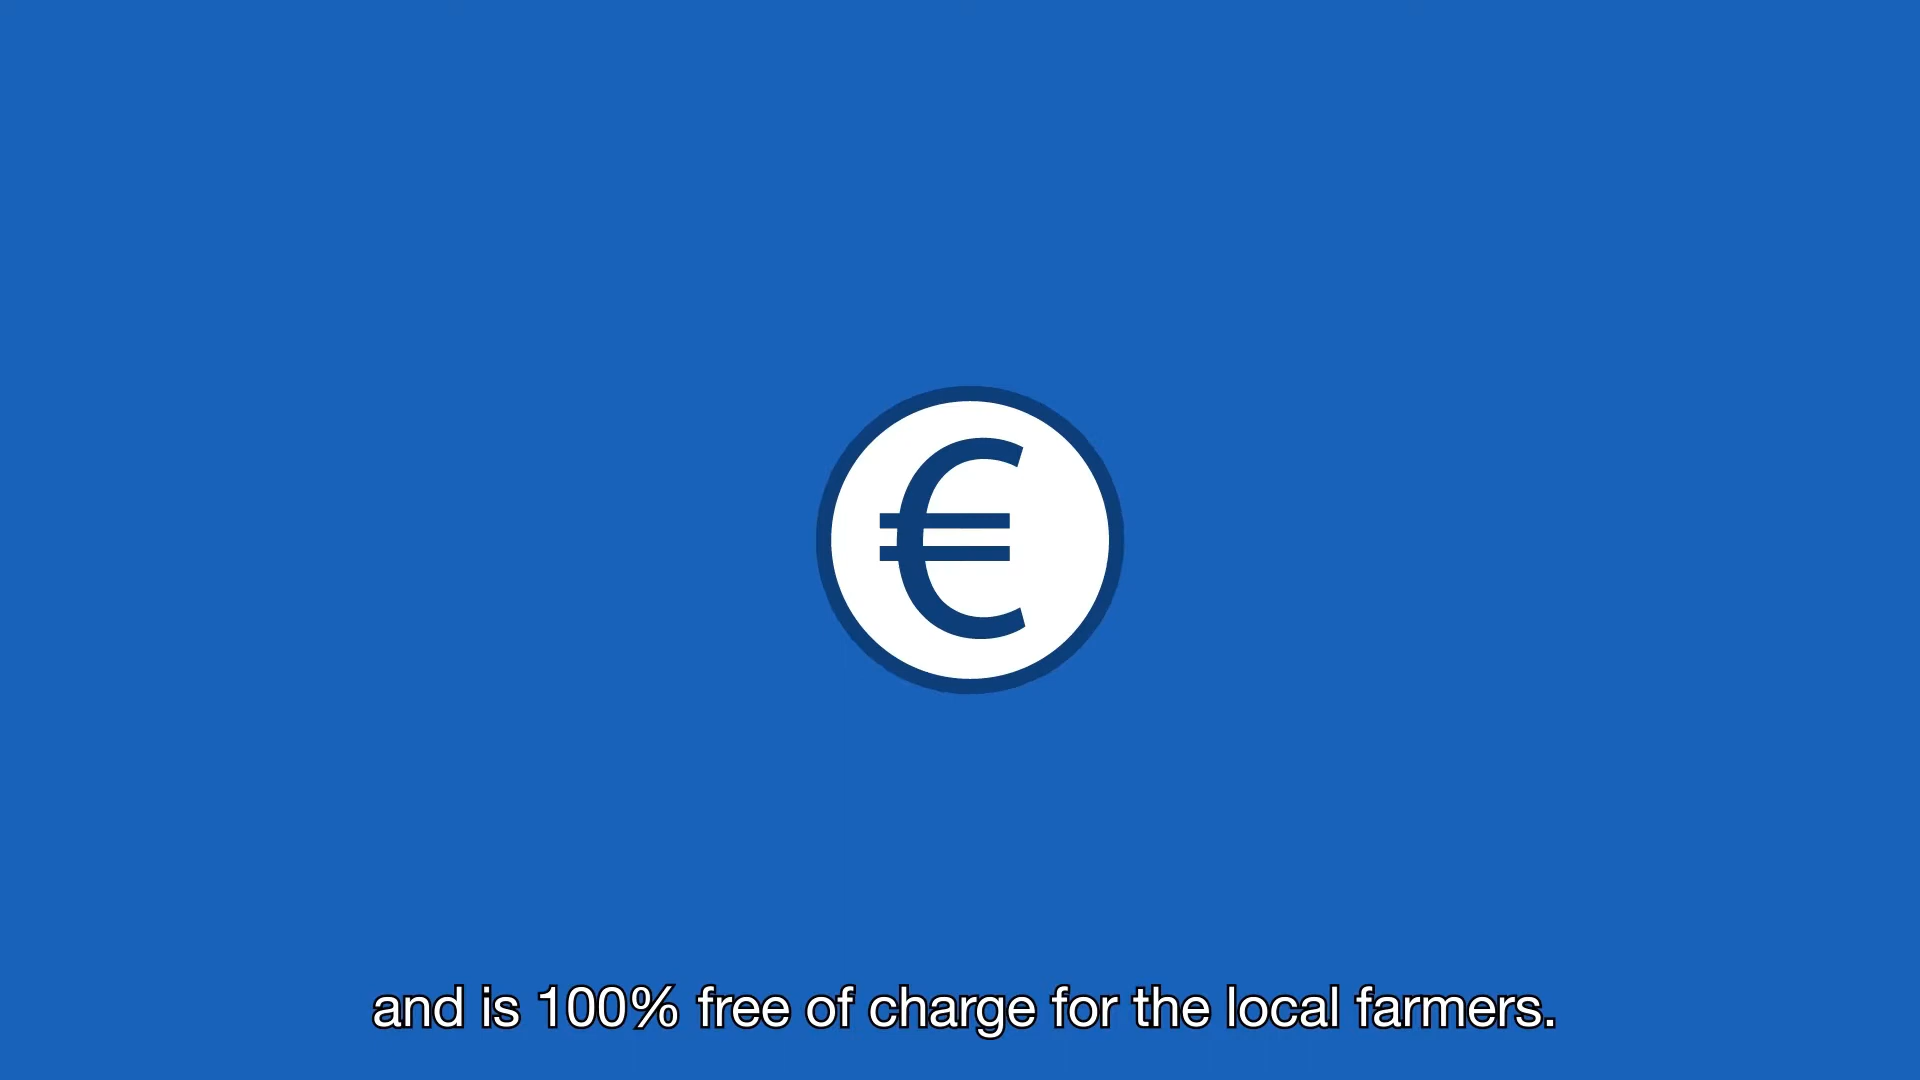 €
and is 100% free of charge for the local farmers.